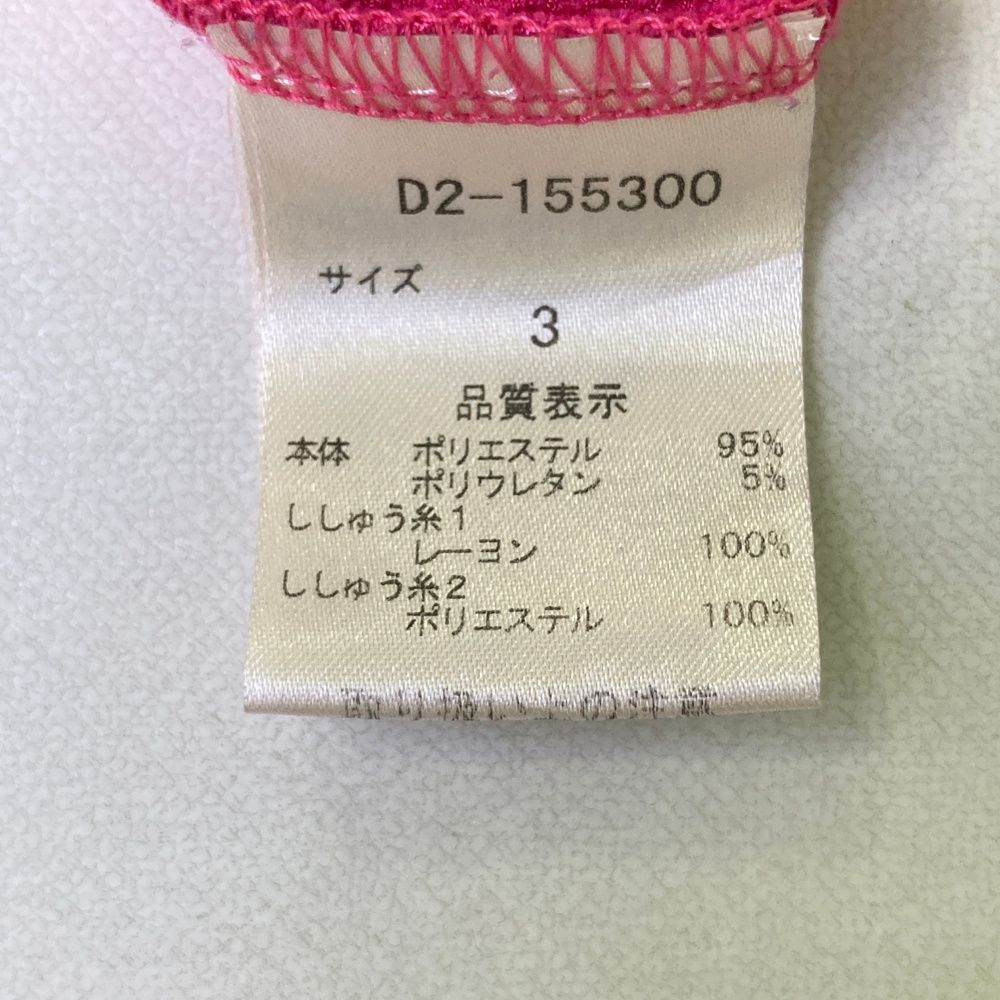 D2-155300
サイズ
3
品質表示
本体 ポリエステル 95%
ポリウレタン 5%
ししゅう糸1
レーヨン 100%
ししゅう糸2
ポリエステル 100%